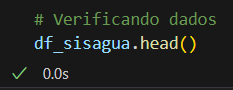 # Verificando dados
df_sisagua.head()
0.0s